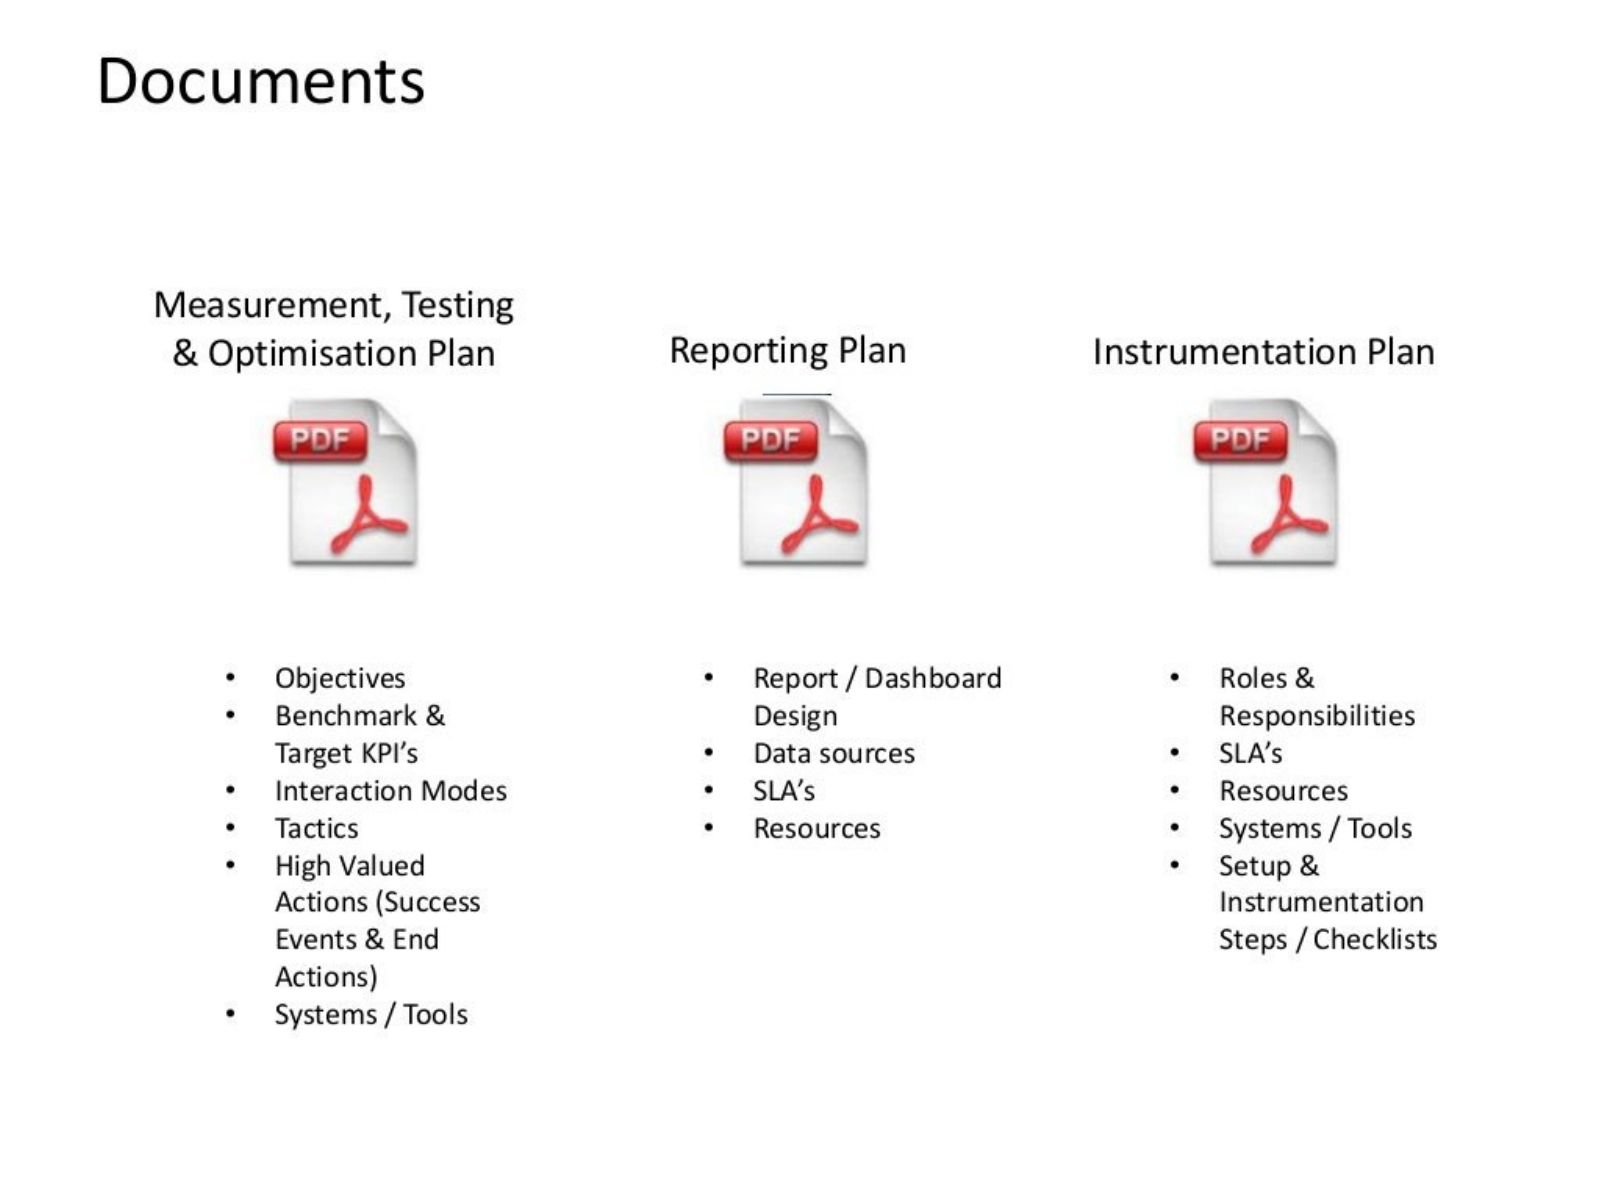 Documents
Measurement, Testing
& Optimisation Plan
PDF
• Objectives
• Benchmark &
Target KPI’s
• Interaction Modes
• Tactics
• High Valued
Actions (Success
Events & End
Actions)
• Systems / Tools
Reporting Plan
PDF
• Report / Dashboard
Design
• Data sources
• SLA’s
• Resources
Instrumentation Plan
PDF
• Roles &
Responsibilities
• SLA’s
• Resources
• Systems / Tools
• Setup &
Instrumentation
Steps / Checklists